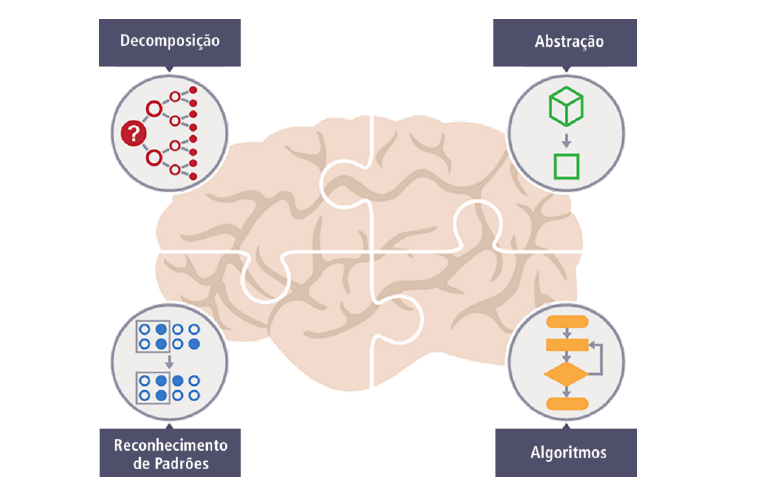 Decomposição
Abstração
?
Reconhecimento
de Padrões
Algoritmos